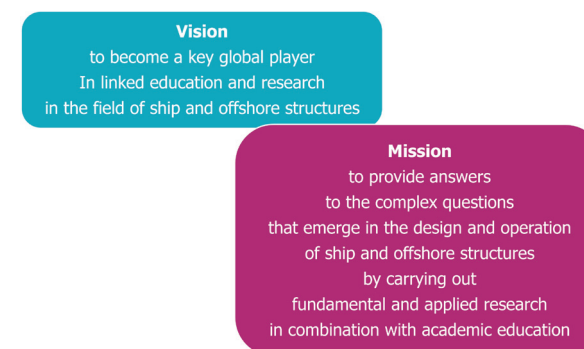 Vision
to become a key global player
In linked education and research
in the field of ship and offshore structures
Mission
to provide answers
to the complex questions
that emerge in the design and operation
of ship and offshore structures
by carrying out
fundamental and applied research
in combination with academic education